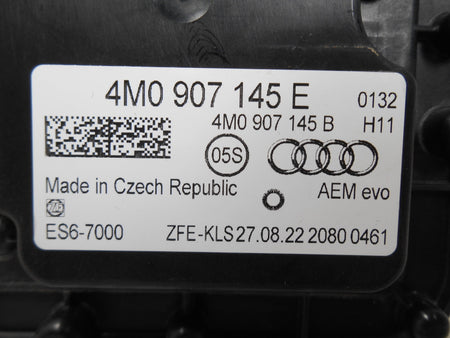 4M0 907 145 E 0132
4M0 907 145 B H11
05S
Made in Czech Republic AEM evo
ES6-7000 ZFE-KLS 27.08.22 2080 0461